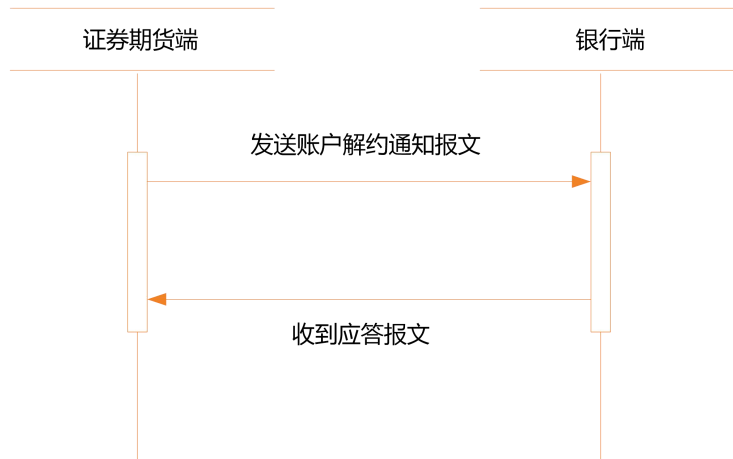 证券期货端
银行端
发送账户解约通知报文
收到应答报文